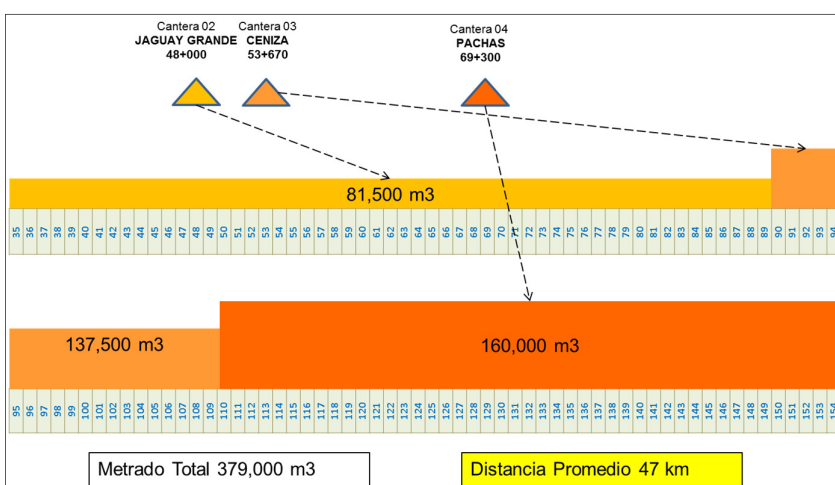 Cantera 02
JAGUAY GRANDE
48+000
Cantera 03
CENIZA
53+670
Cantera 04
PACHAS
69+300
81,500 m3
35 36 37 38 39 40 41 42 43 44 45 46 47 48 49 50 51 52 53 54 55 56 57 58 59 60 61 62 63 64 65 66 67 68 69 70 71 72 73 74 75 76 77 78 79 80 81 82 83 84 85 86 87 88 89 90 91 92 93 94
137,500 m3
160,000 m3
95 96 97 98 99 100 101 102 103 104 105 106 107 108 109 110 111 112 113 114 115 116 117 118 119 120 121 122 123 124 125 126 127 128 129 130 131 132 133 134 135 136 137 138 139 140 141 142 143 144 145 146 147 148 149 150 151 152 153 154
Metrado Total 379,000 m3
Distancia Promedio 47 km